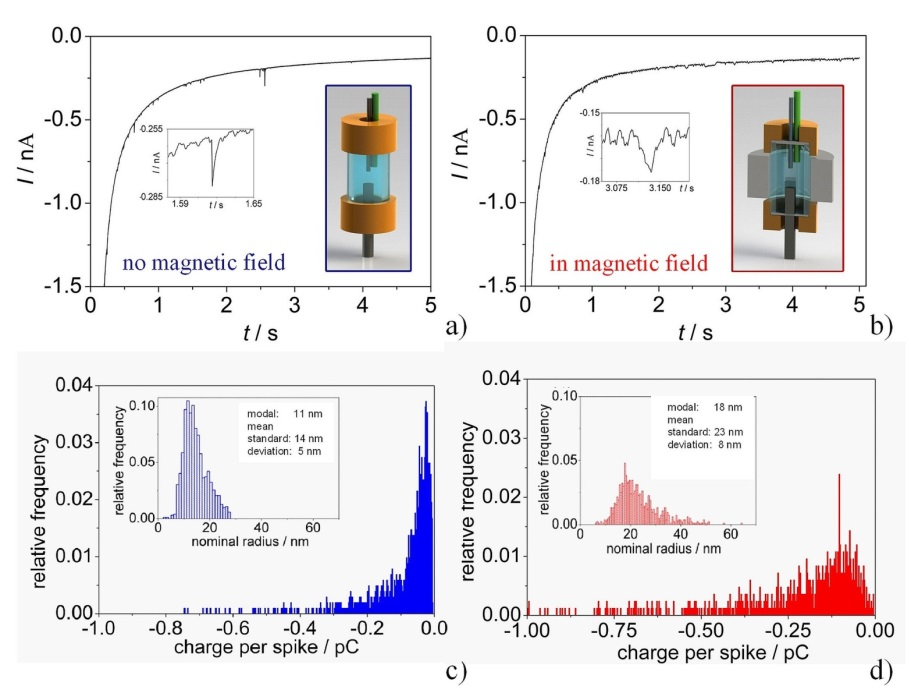 0.0
-0.5
-1.0
-1.5
I / nA
-0.255
-0.285
I / nA
1.59
t / s
1.65
no magnetic field
0
1
2
3
4
5
t / s
a)
0.0
-0.5
-1.0
-1.5
I / nA
-0.15
-0.18
I / nA
3.075
3.150
t / s
in magnetic field
0
1
2
3
4
5
t / s
b)
0.04
0.03
0.02
0.01
0.00
relative frequency
0.10
0.05
0.00
relative frequency
modal: 11 nm
mean
standard: 14 nm
deviation: 5 nm
0
20
40
60
nominal radius / nm
-1.0
-0.8
-0.6
-0.4
-0.2
0.0
charge per spike / pC
c)
0.04
0.03
0.02
0.01
0.00
relative frequency
0.10
0.05
0.00
relative frequency
modal: 18 nm
mean
standard: 23 nm
deviation: 8 nm
0
20
40
60
nominal radius / nm
-1.00
-0.75
-0.50
-0.25
0.00
charge per spike / pC
d)